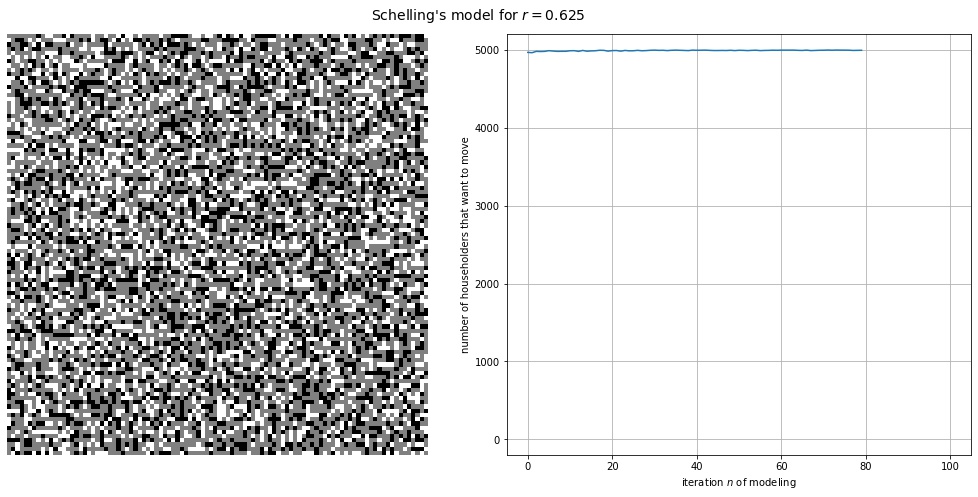 Schelling's model for r = 0.625
5000
4000
3000
2000
1000
0
number of householders that want to move
0 20 40 60 80 100
iteration n of modeling